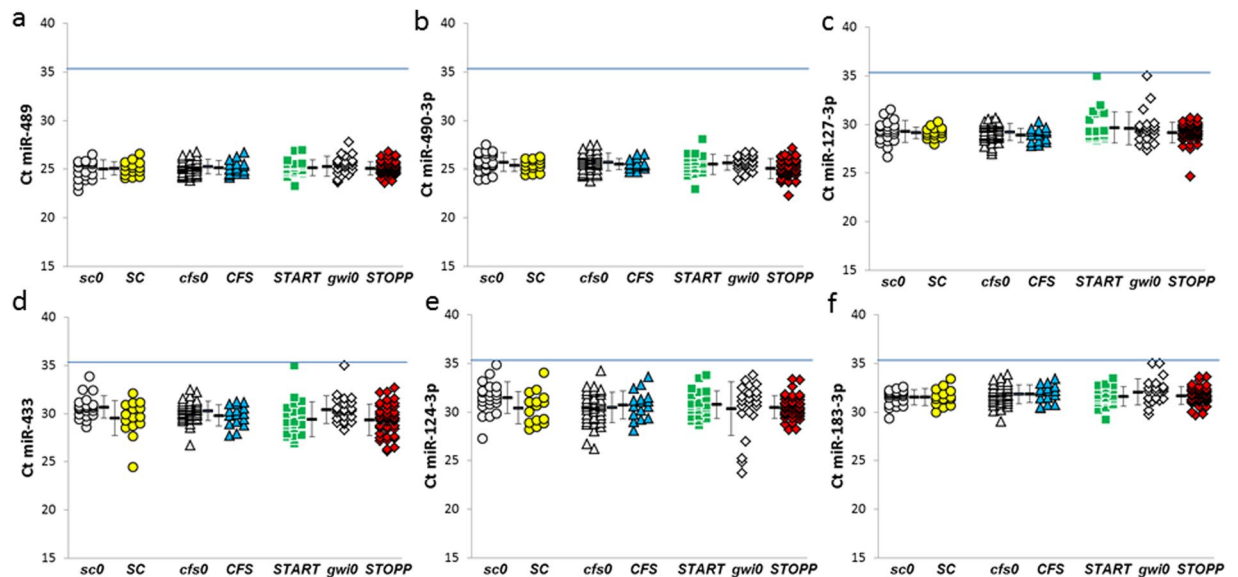 a
40
35
30
25
20
15
Ct miR-489
sc0 SC cfs0 CFS START gwi0 STOPP
b
40
35
30
25
20
15
Ct miR-490-3p
sc0 SC cfs0 CFS START gwi0 STOPP
c
40
35
30
25
20
15
Ct miR-127-3p
sc0 SC cfs0 CFS START gwi0 STOPP
d
40
35
30
25
20
15
Ct miR-433
sc0 SC cfs0 CFS START gwi0 STOPP
e
40
35
30
25
20
15
Ct miR-124-3p
sc0 SC cfs0 CFS START gwi0 STOPP
f
40
35
30
25
20
15
Ct miR-183-3p
sc0 SC cfs0 CFS START gwi0 STOPP